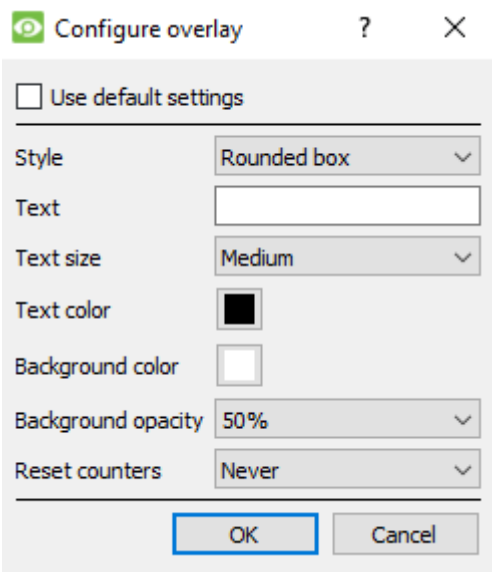 Configure overlay ?
Use default settings
Style Rounded box
Text
Text size Medium
Text color
Background color
Background opacity 50%
Reset counters Never
OK Cancel